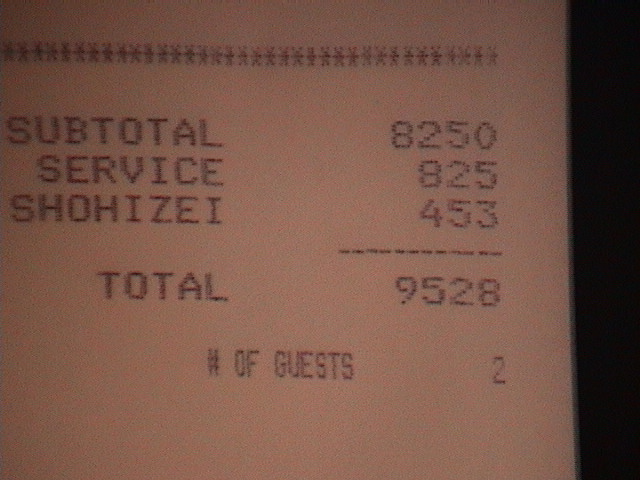 ************************************
SUBTOTAL 8250
SERVICE 825
SHOHIZEI 453
---------------
TOTAL 9528
# OF GUESTS 2